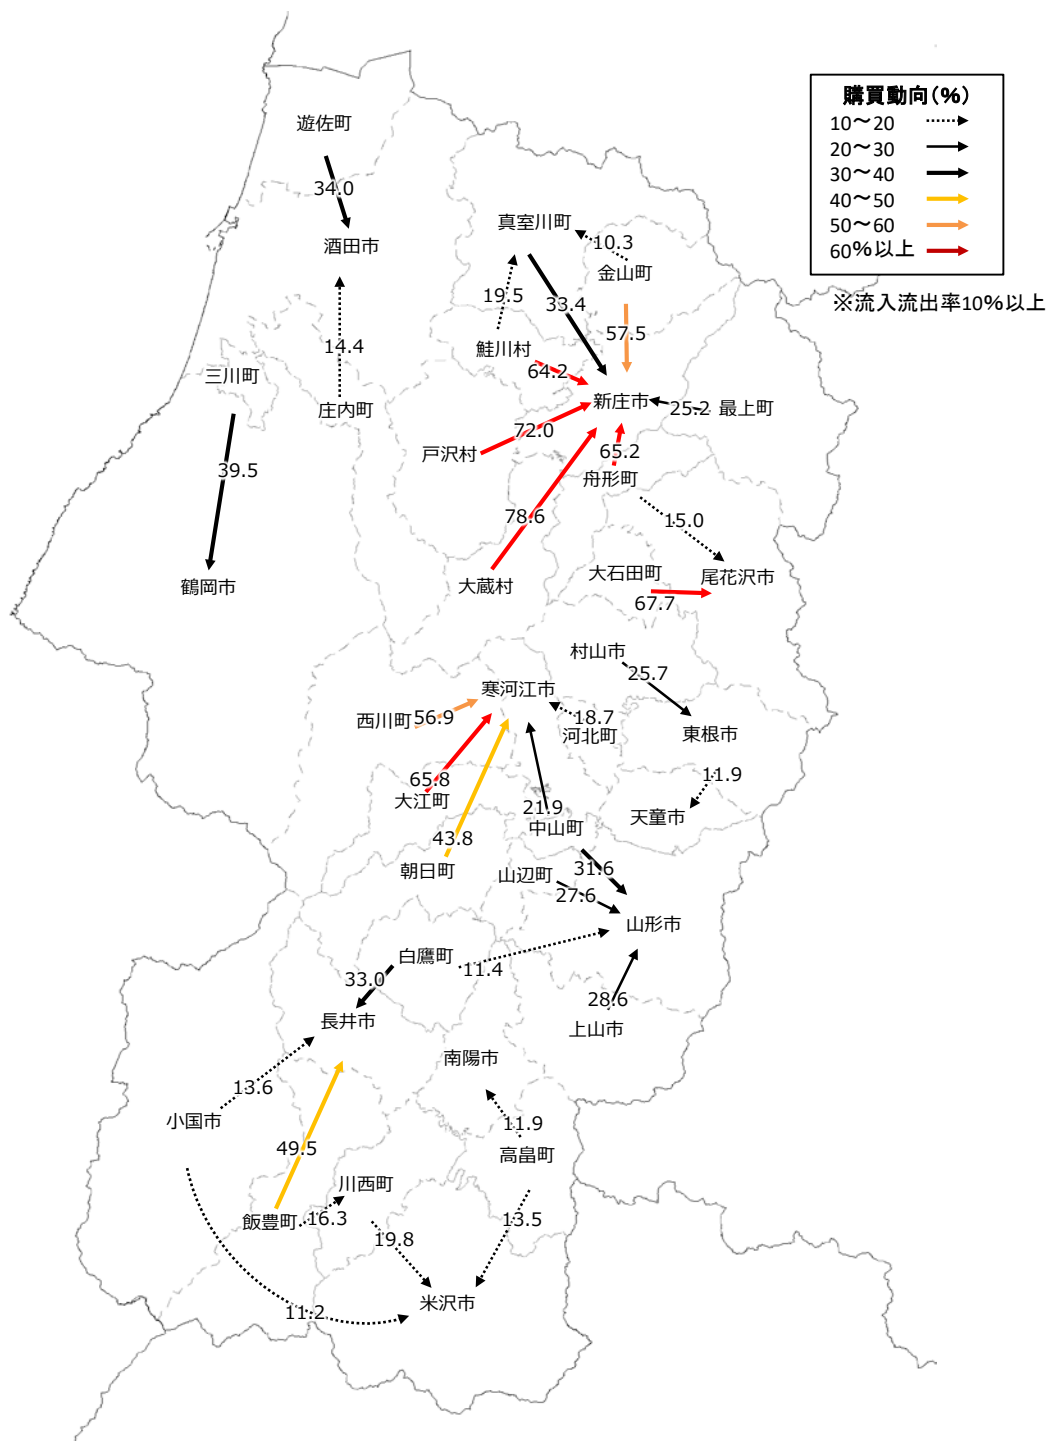 購買動向(%)
10～20
20～30
30～40
40～50
50～60
60%以上
※流入流出率10%以上
遊佐町
34.0
酒田市
真室川町
10.3
金山町
19.5
33.4
57.5
14.4
鮭川村
64.2
三川町
庄内町
新庄市
25.2
最上町
72.0
戸沢村
65.2
舟形町
39.5
78.6
15.0
鶴岡市
大蔵村
大石田町
尾花沢市
67.7
村山市
25.7
寒河江市
西川町
56.9
18.7
河北町
東根市
65.8
大江町
11.9
21.9
中山町
天童市
43.8
朝日町
山辺町
31.6
27.6
山形市
白鷹町
11.4
33.0
28.6
長井市
上山市
南陽市
13.6
小国市
11.9
高畠町
49.5
川西町
飯豊町
16.3
13.5
19.8
米沢市
11.2